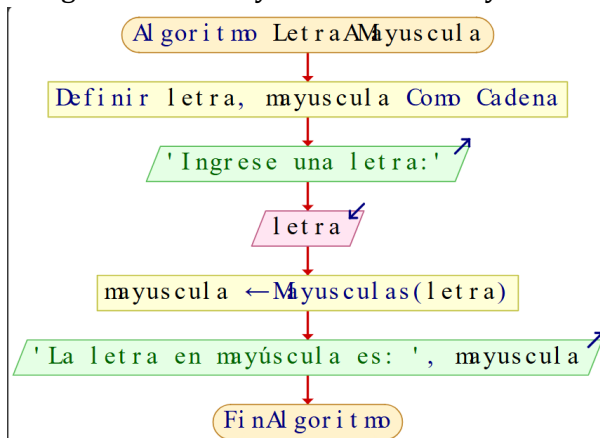 Algoritmo LetraAMayuscula
Definir letra, mayuscula Como Cadena
'Ingrese una letra:'
letra
mayuscula ←Mayusculas(letra)
'La letra en mayúscula es: ', mayuscula
FinAlgoritmo